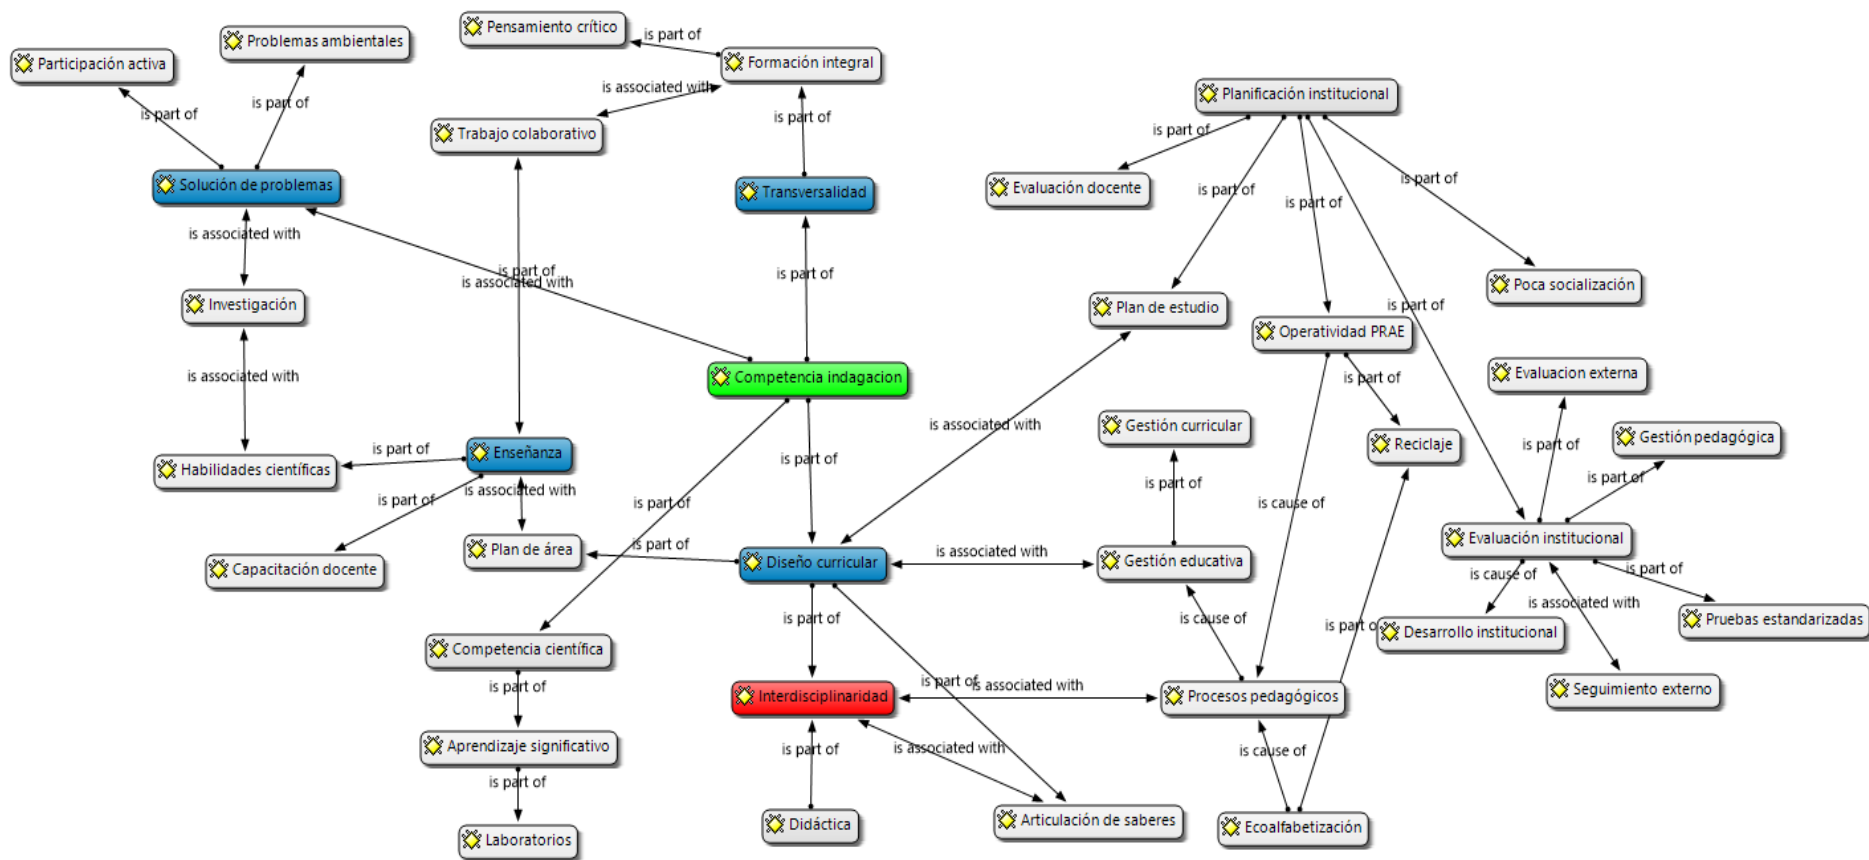 Pensamiento crítico
is part of
Problemas ambientales
Participación activa
Formación integral
is associated with
Planificación institucional
is part of
is part of
is part of
Trabajo colaborativo
is part of
Solución de problemas
Transversalidad
Evaluación docente
is part of
is part of
is part of
is associated with
is part of
is associated with
is part of
Poca socialización
Investigación
Plan de estudio
is part of
Operatividad PRAE
is associated with
Competencia indagacion
is part of
Evaluacion externa
is associated with
Gestión curricular
Reciclaje
is part of
Gestión pedagógica
Enseñanza
is part of
Habilidades científicas
is part of
is part of
is associated with
is part of
is part of
is part of
is cause of
Plan de área
is part of
is associated with
Evaluación institucional
Capacitación docente
Diseño curricular
Gestión educativa
is cause of
is part of
is associated with
is part of
is cause of
is part of
Pruebas estandarizadas
Desarrollo institucional
Competencia científica
is part of
is part of
is associated with
Seguimiento externo
Interdisciplinaridad
Procesos pedagógicos
Aprendizaje significativo
is part of
is associated with
is cause of
is part of
Didáctica
Articulación de saberes
Ecoalfabetización
Laboratorios